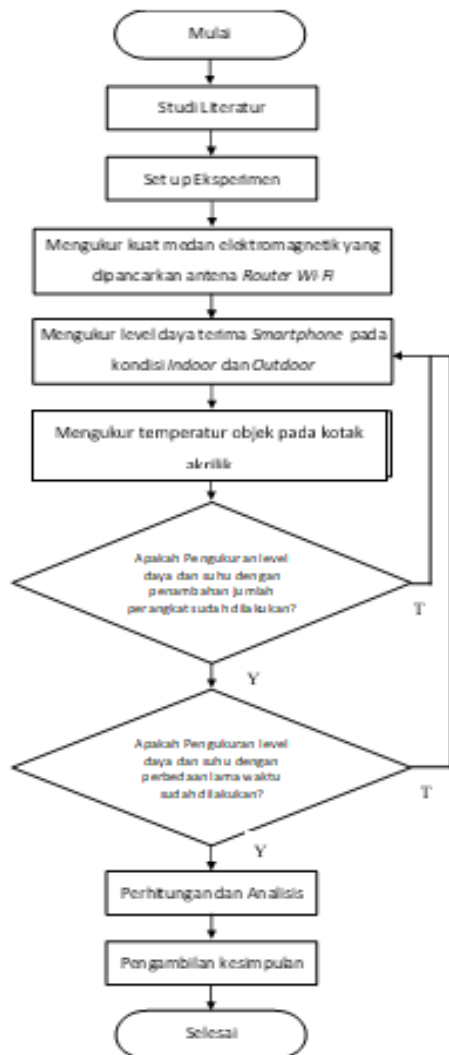 Mulai
Studi Literatur
Set up Eksperimen
Mengukur kuat medan elektromagnetik yang
dipancarkan antena Router Wi-Fi
Mengukur level daya terima Smartphone pada
kondisi Indoor dan Outdoor
Mengukur temperatur objek pada kotak
akrilik
Apakah Pengukuran level
daya dan suhu dengan
penambahan jumlah
perangkat sudah dilakukan?
T
Y
Apakah Pengukuran level
daya dan suhu dengan
perbedaan lama waktu
sudah dilakukan?
T
Y
Perhitungan dan Analisis
Pengambilan kesimpulan
Selesai